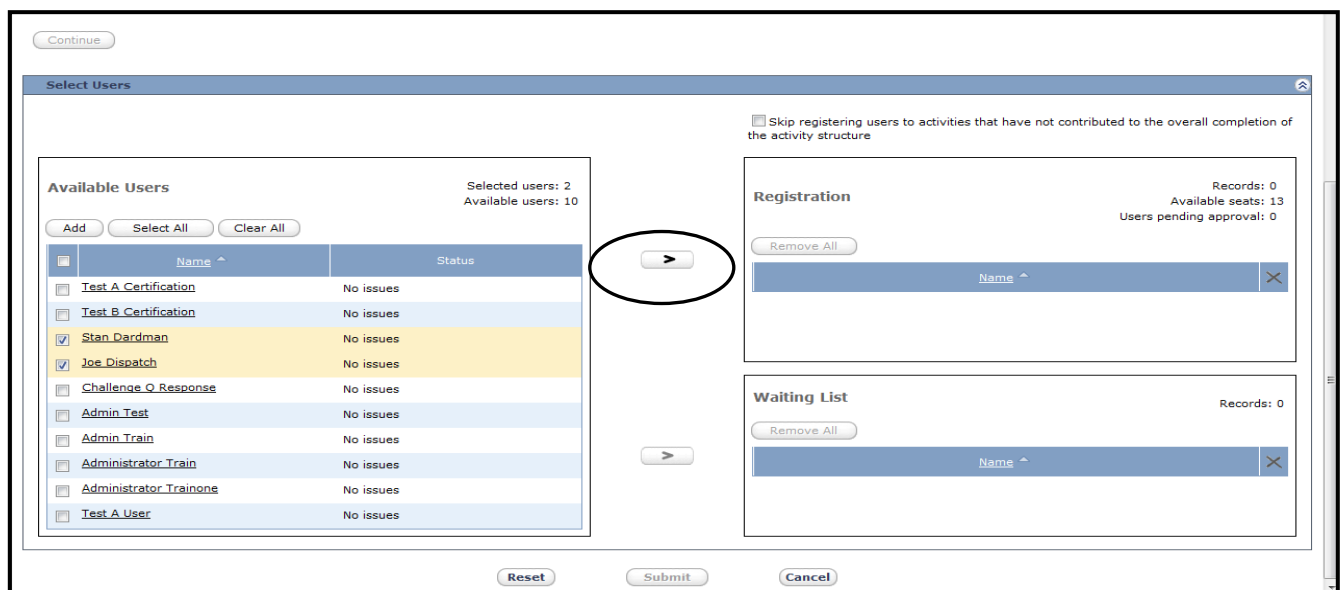 Continue
Select Users
Skip registering users to activities that have not contributed to the overall completion of
the activity structure
Available Users
Selected users: 2
Available users: 10
Add Select All Clear All
Name Status
Test A Certification No issues
Test B Certification No issues
Stan Dardman No issues
Joe Dispatch No issues
Challenge Q Response No issues
Admin Test No issues
Admin Train No issues
Administrator Train No issues
Administrator Trainone No issues
Test A User No issues
>
>
Registration
Records: 0
Available seats: 13
Users pending approval: 0
Remove All
Name
Waiting List
Records: 0
Remove All
Name
Reset Submit Cancel